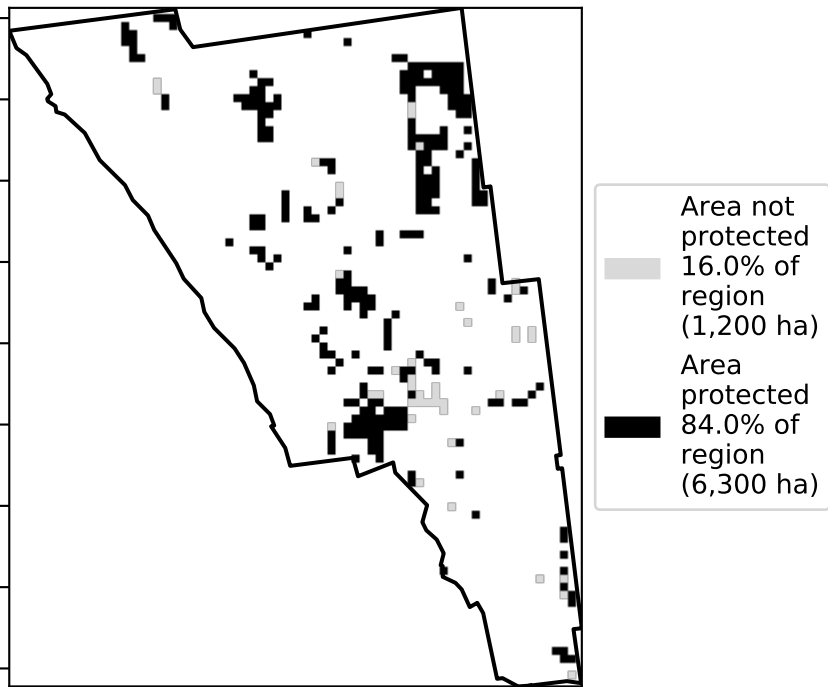 Area not
protected
16.0% of
region
(1,200 ha)
Area
protected
84.0% of
region
(6,300 ha)